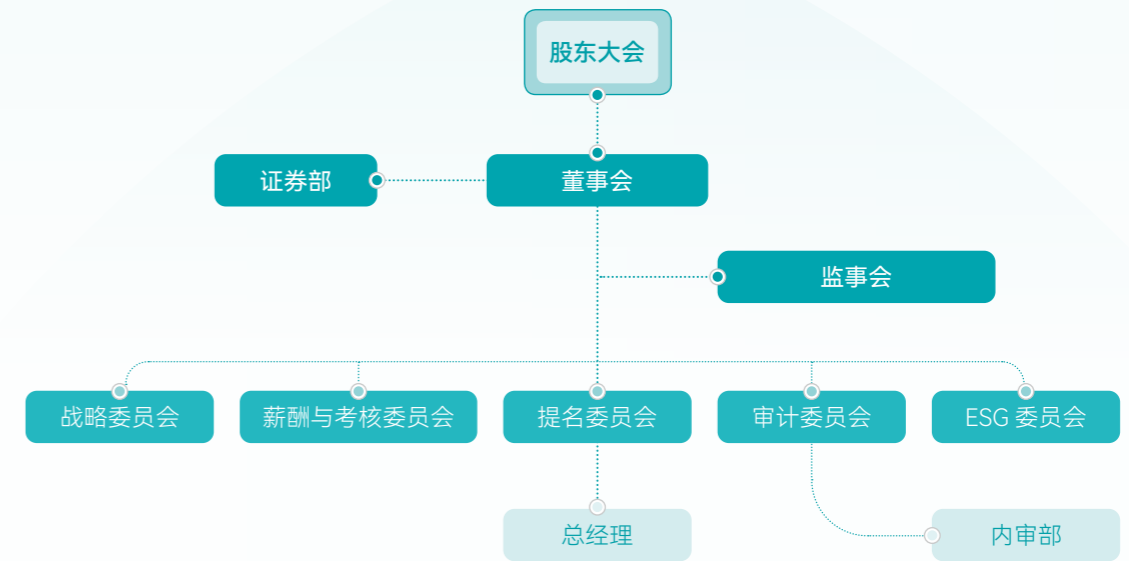 股东大会
证券部
董事会
监事会
战略委员会
薪酬与考核委员会
提名委员会
审计委员会
ESG 委员会
总经理
内审部